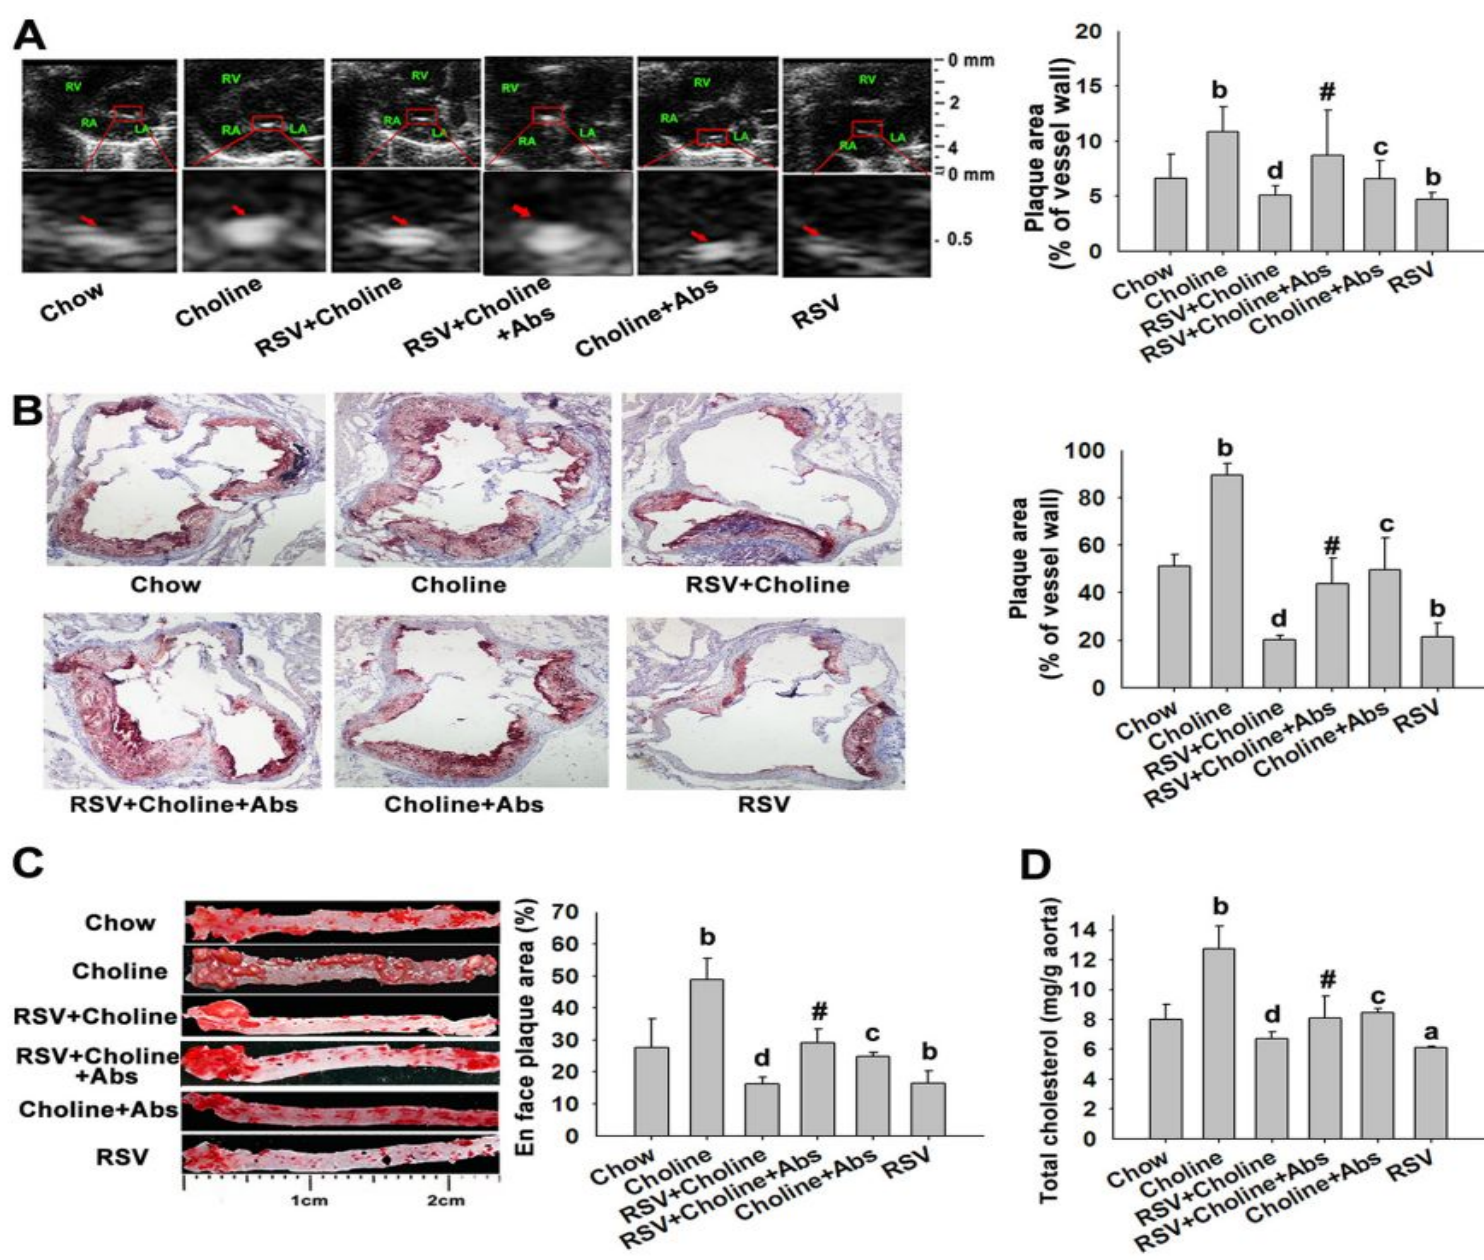 A
RV
RA
LA
RV
RA
LA
RV
RA
LA
RV
RA
LA
RV
RA
LA
RV
RA
LA
0 mm
2
4
0 mm
0.5
Chow
Choline
RSV+Choline
RSV+Choline
+Abs
Choline+Abs
RSV
Plaque area
(% of vessel wall)
20
15
10
5
0
b
d
#
c
b
Chow
Choline
RSV+Choline
RSV+Choline+Abs
Choline+Abs
RSV
B
Chow
Choline
RSV+Choline
RSV+Choline+Abs
Choline+Abs
RSV
Plaque area
(% of vessel wall)
100
80
60
40
20
0
b
d
#
c
b
Chow
Choline
RSV+Choline
RSV+Choline+Abs
Choline+Abs
RSV
C
Chow
Choline
RSV+Choline
RSV+Choline
+Abs
Choline+Abs
RSV
1cm
2cm
En face plaque area (%)
70
60
50
40
30
20
10
0
b
d
#
c
b
Chow
Choline
RSV+Choline
RSV+Choline+Abs
Choline+Abs
RSV
D
Total cholesterol (mg/g aorta)
14
12
10
8
6
4
2
0
b
d
#
c
a
Chow
Choline
RSV+Choline
RSV+Choline+Abs
Choline+Abs
RSV